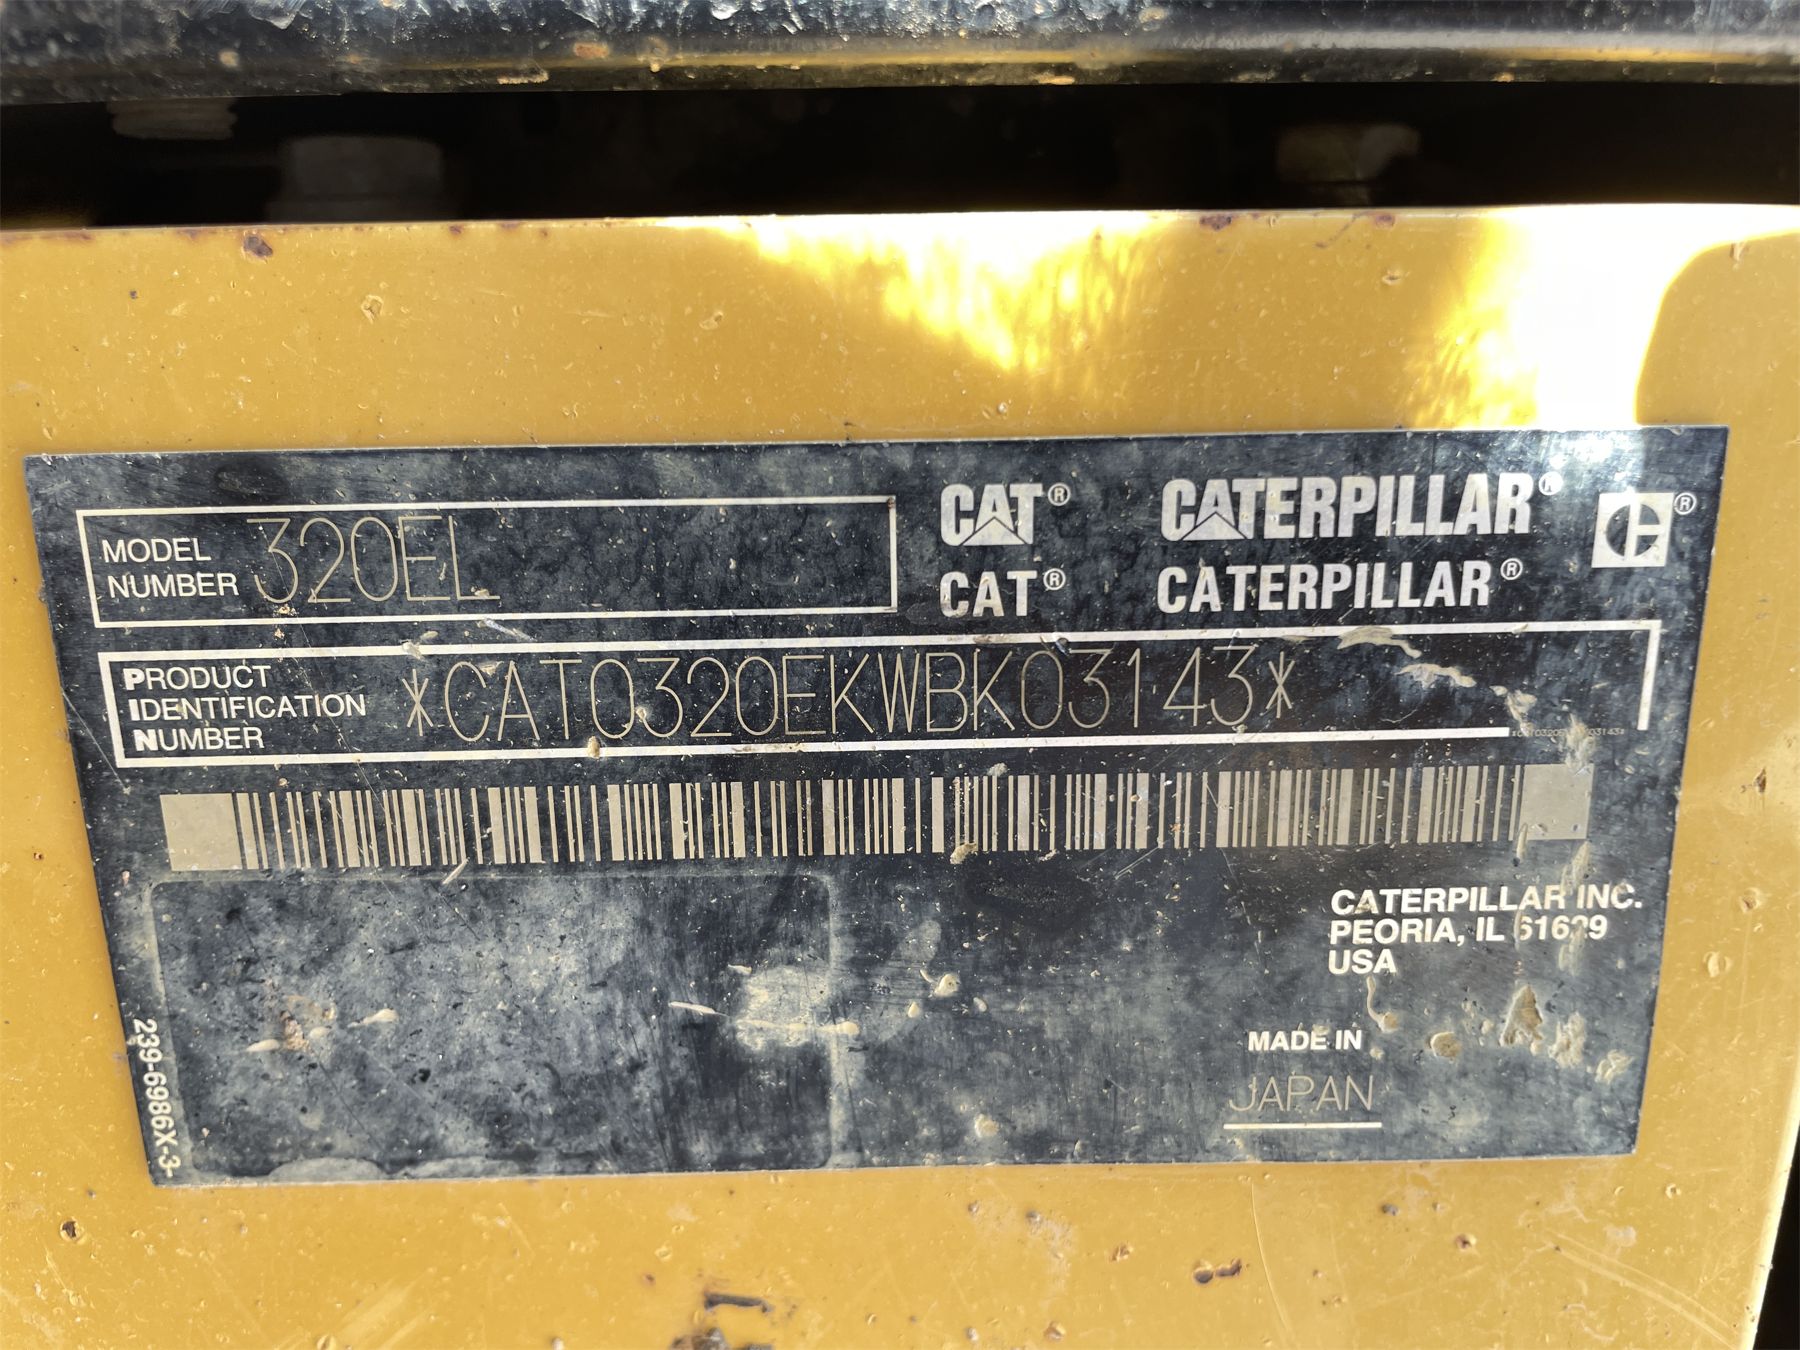 MODEL NUMBER 320EL
CAT® CATERPILLAR® ®
CAT® CATERPILLAR®
PRODUCT
IDENTIFICATION
NUMBER
*CAT0320EKWBK03143*
CATERPILLAR INC.
PEORIA, IL 61629
USA
MADE IN
JAPAN
239-6986X-3